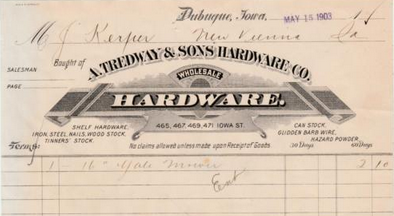 Dubuque, Iowa, MAY 15 1903
M J Kerper New Vienna Ia
Bought of
A. TREDWAY & SONS HARDWARE CO.
SALESMAN
PAGE
WHOLESALE
HARDWARE.
465, 467, 469, 471 IOWA ST.
SHELF HARDWARE
IRON, STEEL, NAILS, WOOD STOCK,
TINNERS' STOCK.
CAN STOCK,
GLIDDEN BARB WIRE,
HAZARD POWDER,
Terms:
No claims allowed unless made upon Receipt of Goods.
30 Days 60 Days
1 - 16" Yale Mower 3 10